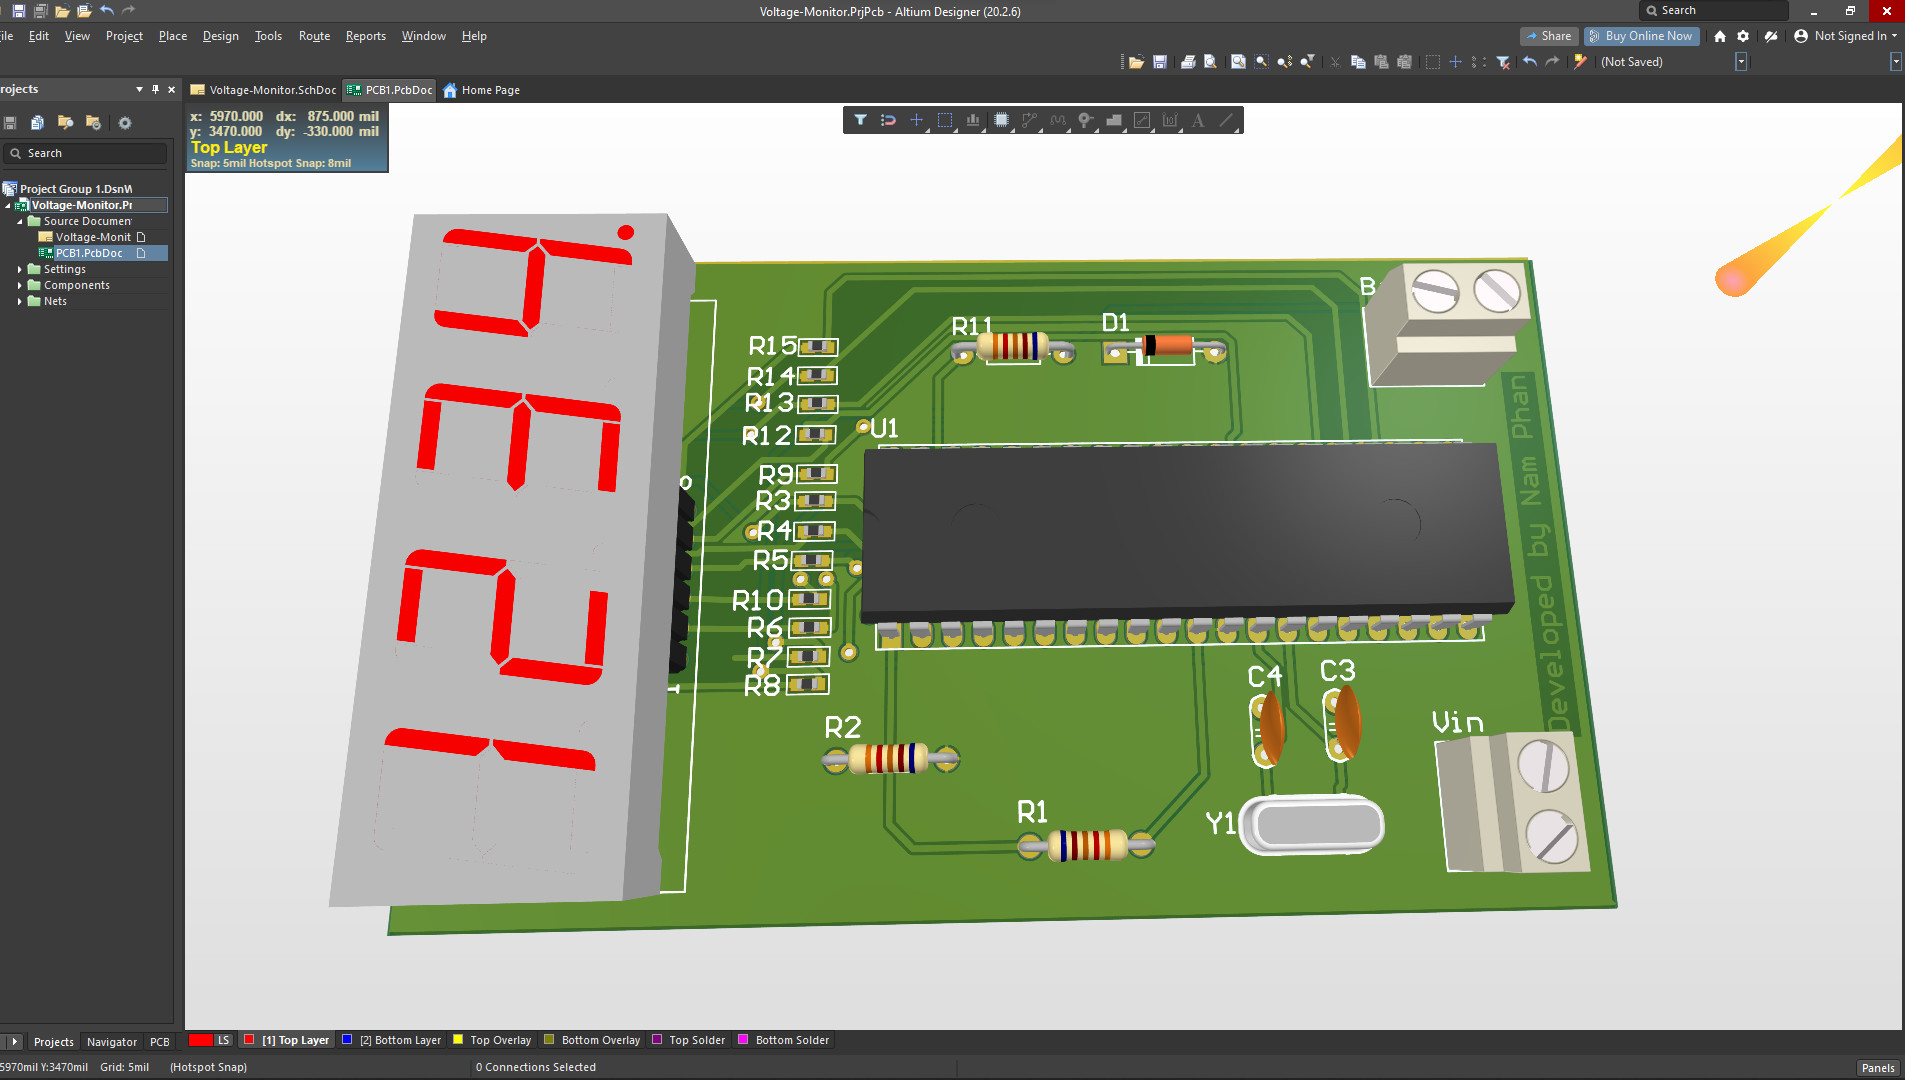 Voltage-Monitor.PrjPcb - Altium Designer (20.2.6)
Search
ile Edit View Project Place Design Tools Route Reports Window Help
Share
Buy Online Now
Not Signed In
(Not Saved)
rojects
Voltage-Monitor.SchDoc
PCB1.PcbDoc
Home Page
x: 5970.000 dx: 875.000 mil
y: 3470.000 dy: -330.000 mil
Top Layer
Snap: 5mil Hotspot Snap: 8mil
Search
Project Group 1.DsnW
Voltage-Monitor.Pr
Source Documen
Voltage-Monit
PCB1.PcbDoc
Settings
Components
Nets
R15
R14
R13
R12
R9
R3
R4
R5
R10
R6
R7
R8
R11
D1
B
U1
R2
R1
C4
C3
Y1
Vin
1
Developed by Nam Phan
Projects Navigator PCB
LS
[1] Top Layer
[2] Bottom Layer
Top Overlay
Bottom Overlay
Top Solder
Bottom Solder
5970mil Y:3470mil Grid: 5mil (Hotspot Snap)
0 Connections Selected
Panels